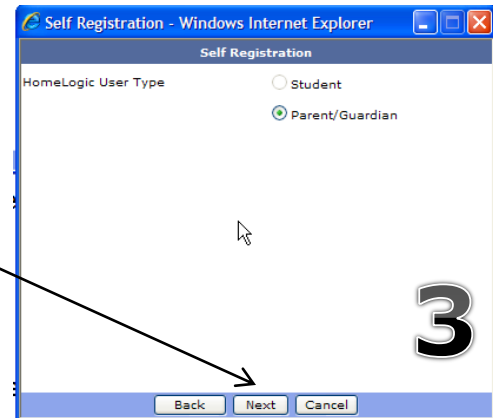 Self Registration - Windows Internet Explorer
Self Registration
HomeLogic User Type
Student
Parent/Guardian
3
Back Next Cancel